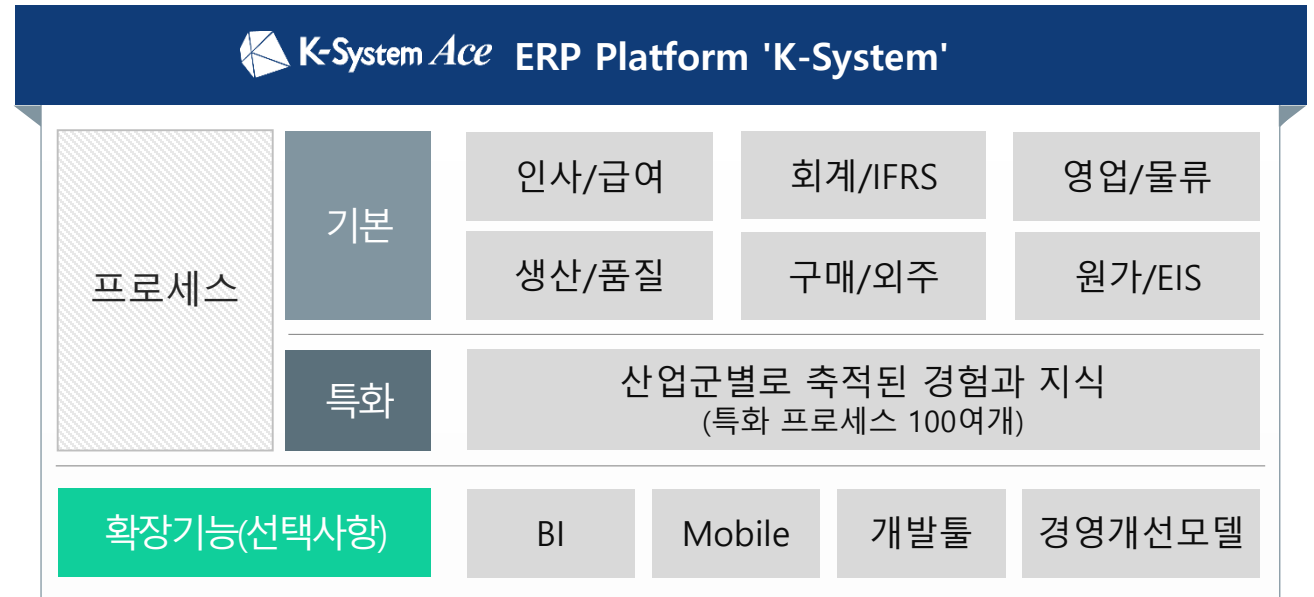 K-System Ace ERP Platform 'K-System'
프로세스
기본
인사/급여
회계/IFRS
영업/물류
생산/품질
구매/외주
원가/EIS
특화
산업군별로 축적된 경험과 지식
(특화 프로세스 100여개)
확장기능(선택사항)
BI
Mobile
개발툴
경영개선모델